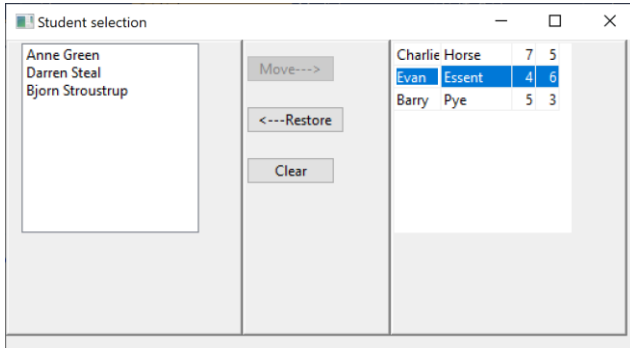 Student selection
Anne Green
Darren Steal
Bjorn Stroustrup
Move--->
<---Restore
Clear
Charlie Horse 7 5
Evan Essent 4 6
Barry Pye 5 3